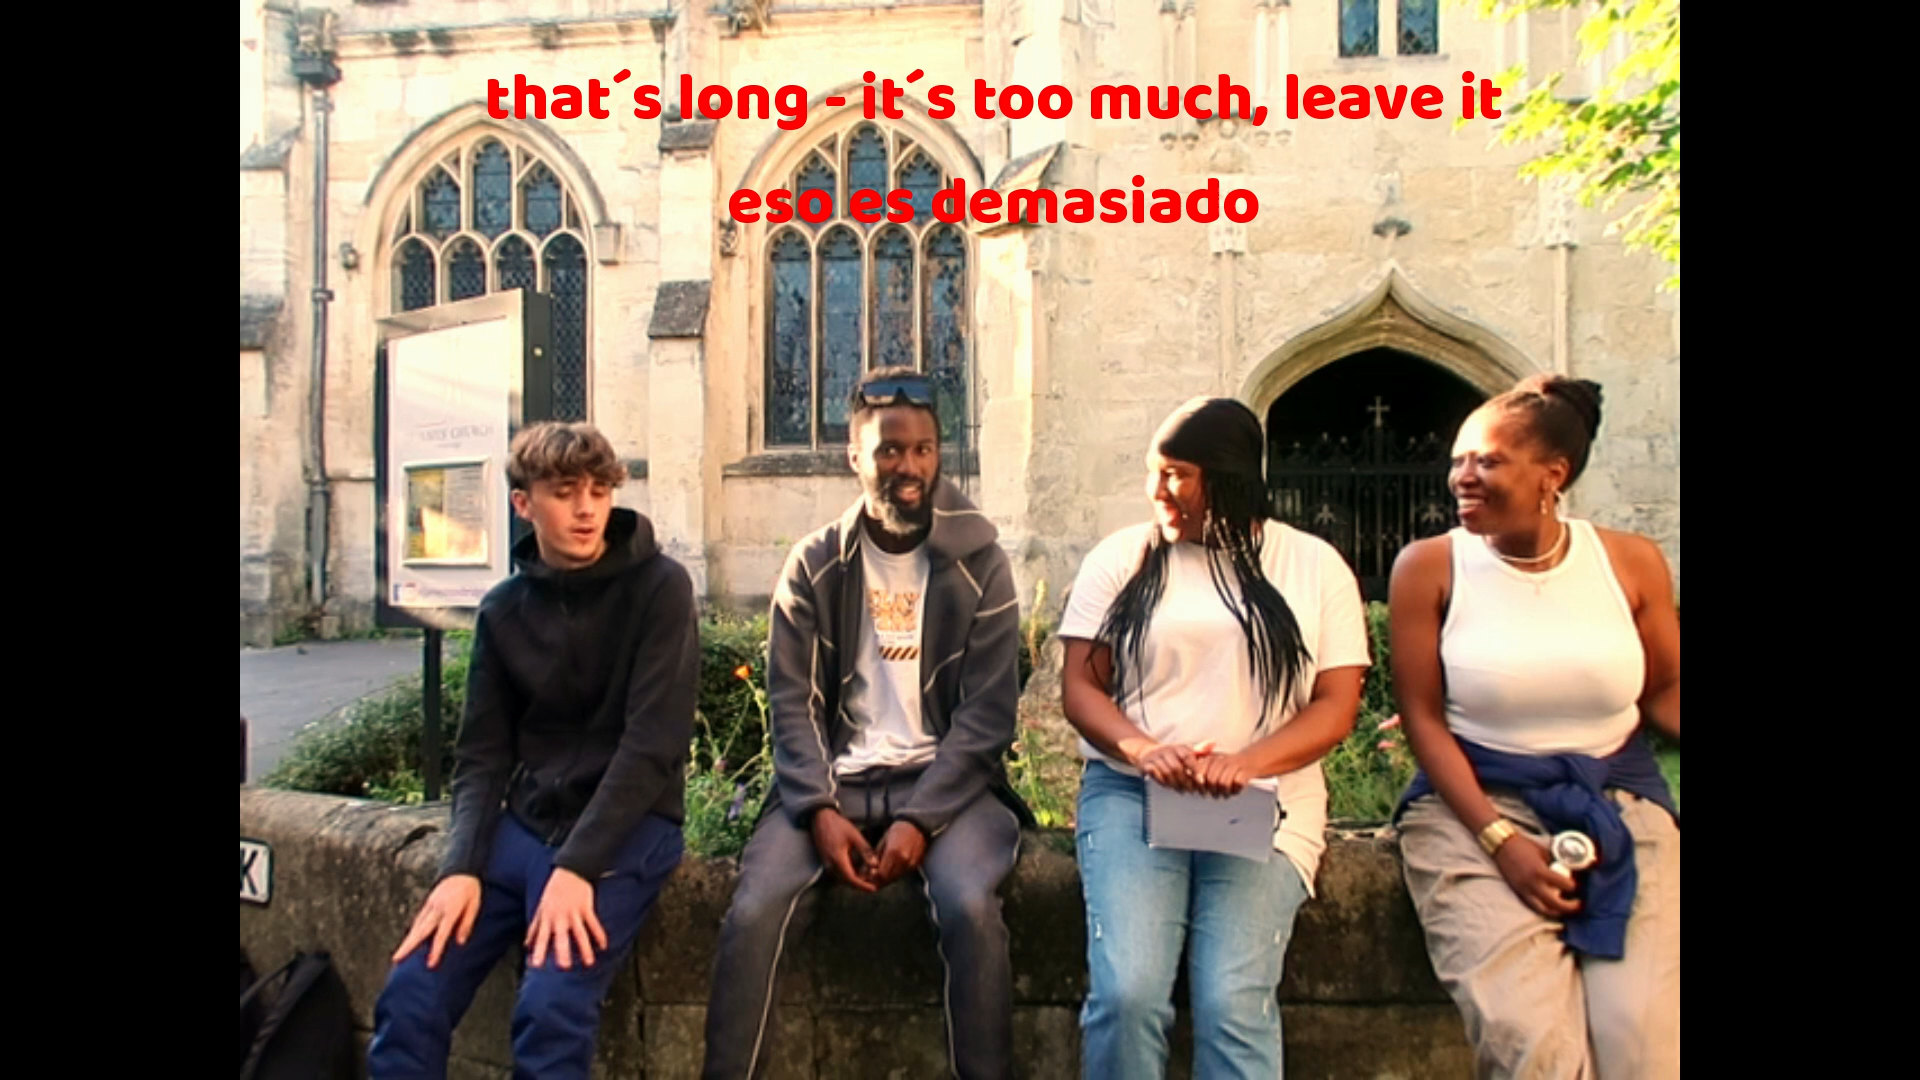 that´s long - it´s too much, leave it
eso es demasiado
K